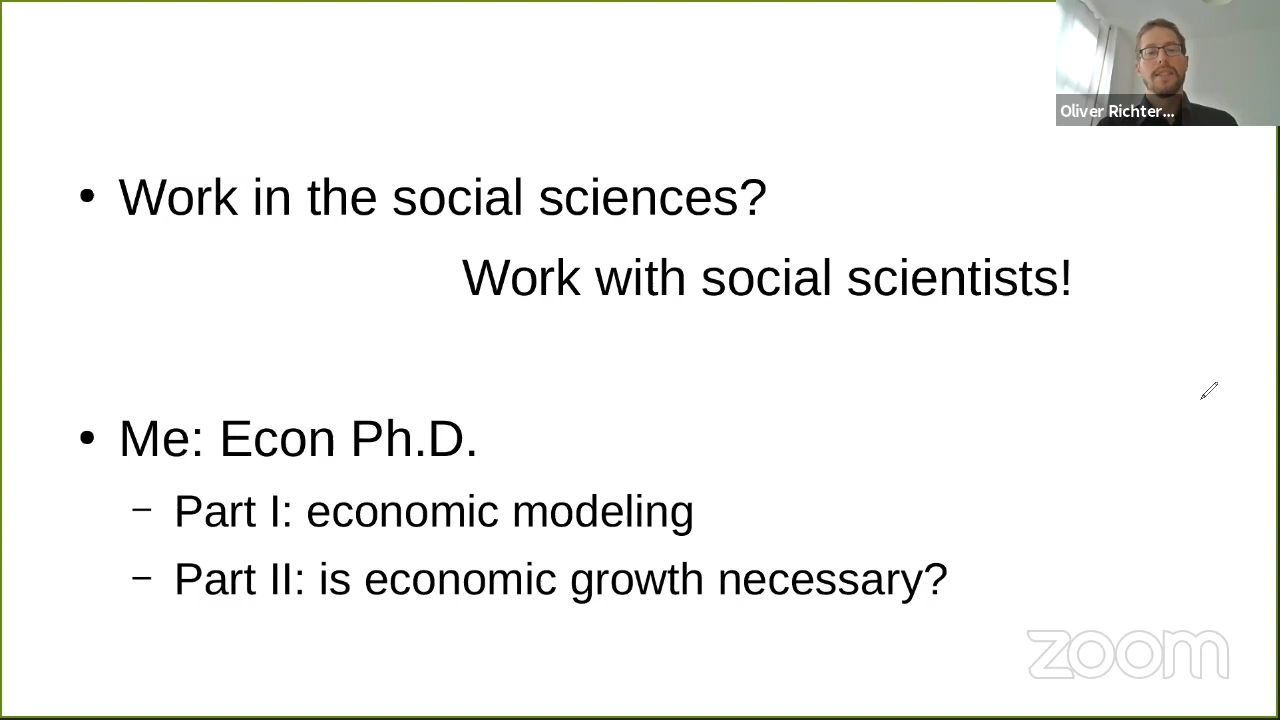 Oliver Richter...
• Work in the social sciences?
Work with social scientists!
• Me: Econ Ph.D.
– Part I: economic modeling
– Part II: is economic growth necessary?
zoom